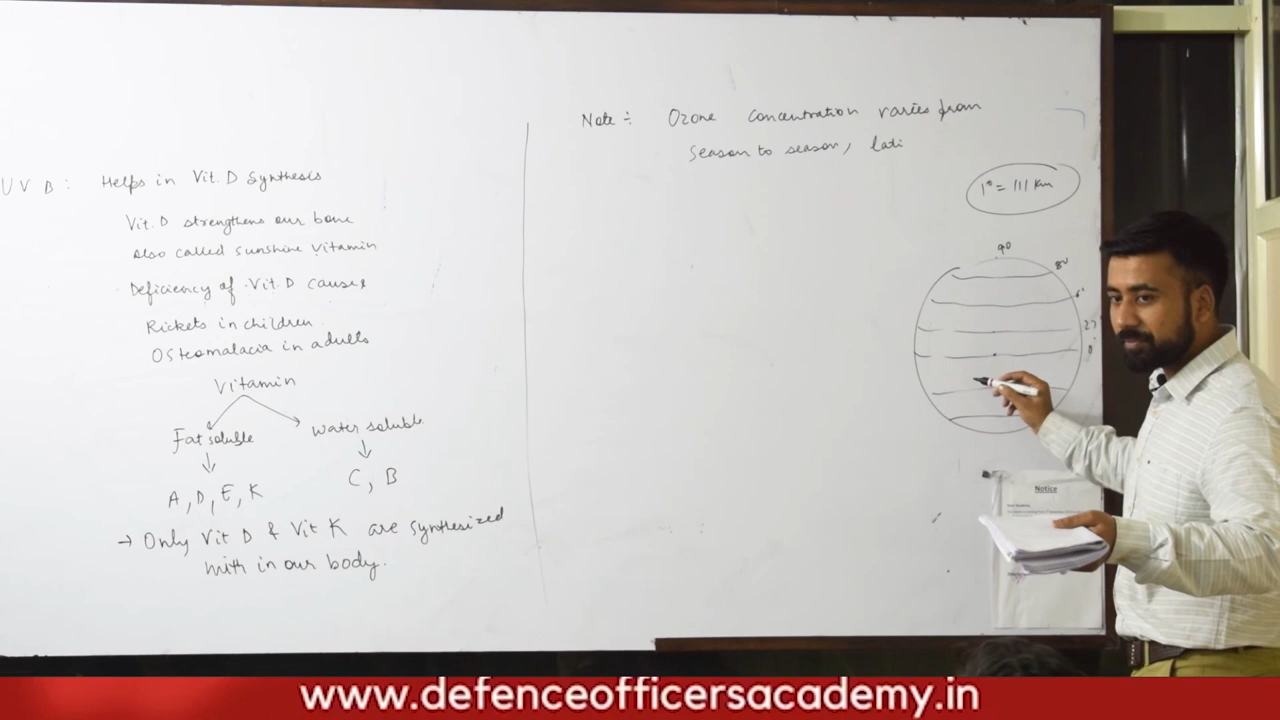 U V B : Helps in Vit. D Synthesis
Vit. D strengthens our bone
Also called sunshine vitamin
Deficiency of Vit. D causes
Rickets in children
Osteomalacia in adults
Vitamin
Fat soluble
Water soluble
A, D, E, K
C, B
→ Only Vit D & Vit K are synthesized
with in our body.
Note :- Ozone concentration varies from
Season to season, lati
1° = 111 Km
90
80
0°
Notice
www.defenceofficersacademy.in